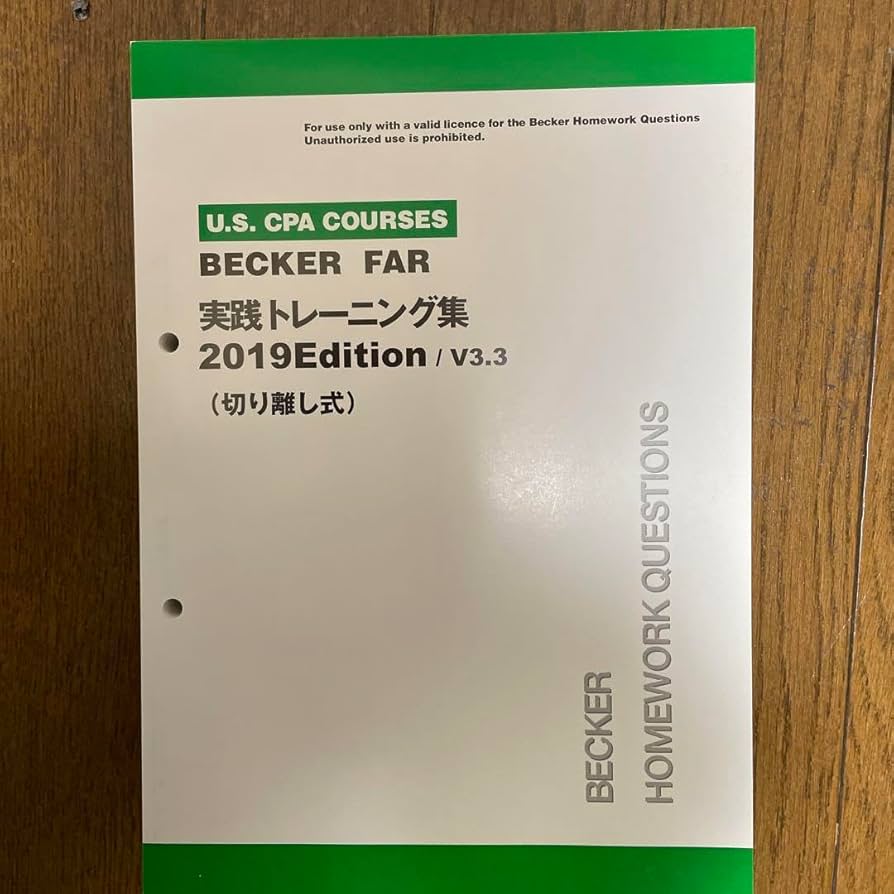 For use only with a valid licence for the Becker Homework Questions
Unauthorized use is prohibited.
U.S. CPA COURSES
BECKER FAR
実践トレーニング集
2019Edition / V3.3
（切り離し式）
BECKER
HOMEWORK QUESTIONS